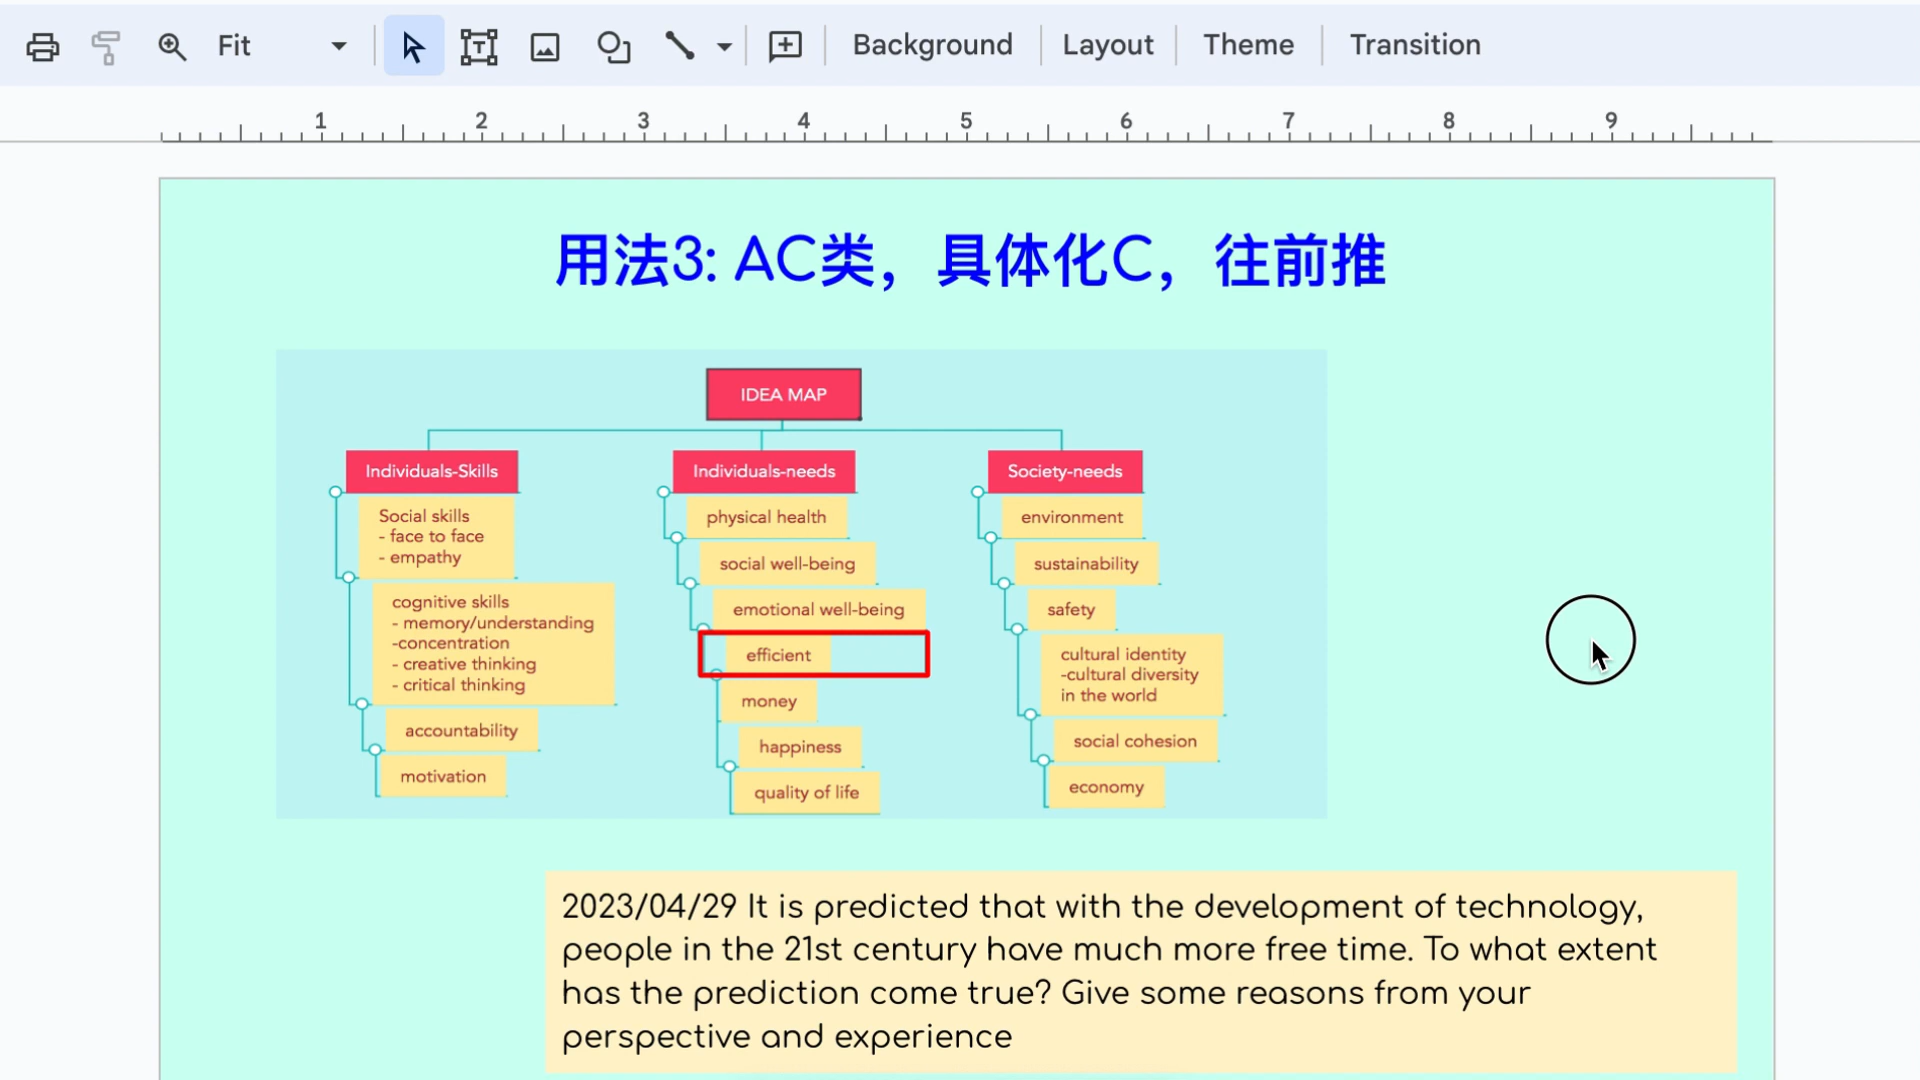 Fit
Background
Layout
Theme
Transition
1 2 3 4 5 6 7 8 9
用法3: AC类，具体化C，往前推
IDEA MAP
Individuals-Skills
Social skills
- face to face
- empathy
cognitive skills
- memory/understanding
-concentration
- creative thinking
- critical thinking
accountability
motivation
Individuals-needs
physical health
social well-being
emotional well-being
efficient
money
happiness
quality of life
Society-needs
environment
sustainability
safety
cultural identity
-cultural diversity
in the world
social cohesion
economy
2023/04/29 It is predicted that with the development of technology,
people in the 21st century have much more free time. To what extent
has the prediction come true? Give some reasons from your
perspective and experience